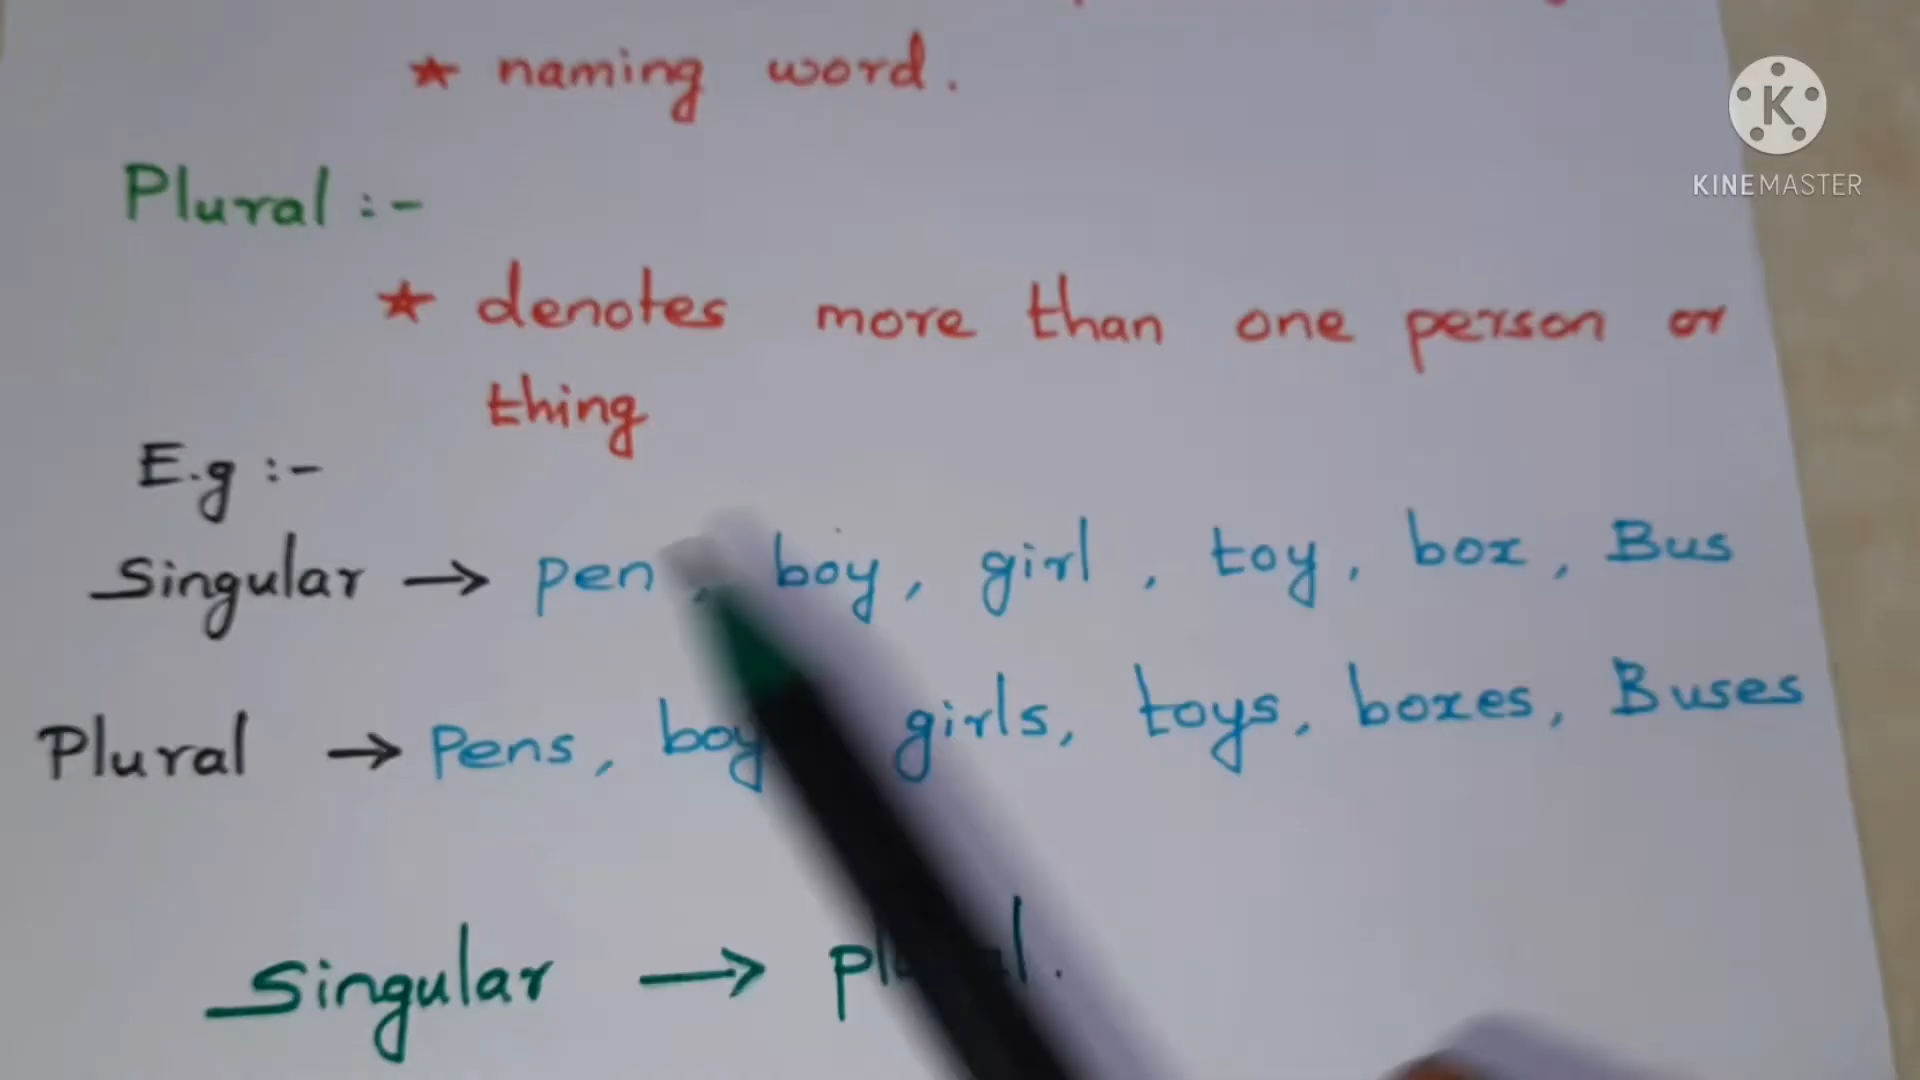 ★ naming word.
K
KINEMASTER
Plural :-
★ denotes more than one person or
thing
E.g :-
Singular → pen, boy, girl, toy, box, Bus
Plural → Pens, girls, toys, boxes, Buses
Singular →